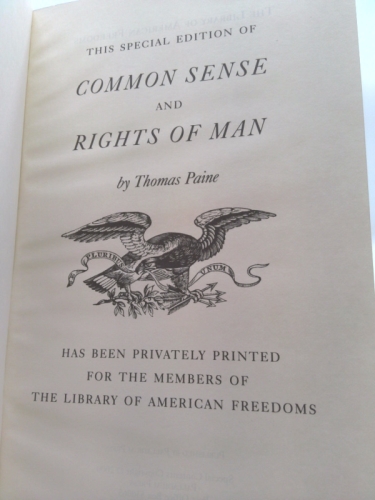 THIS SPECIAL EDITION OF
COMMON SENSE
AND
RIGHTS OF MAN
by Thomas Paine
PLURIBUS
UNUM
HAS BEEN PRIVATELY PRINTED
FOR THE MEMBERS OF
THE LIBRARY OF AMERICAN FREEDOMS